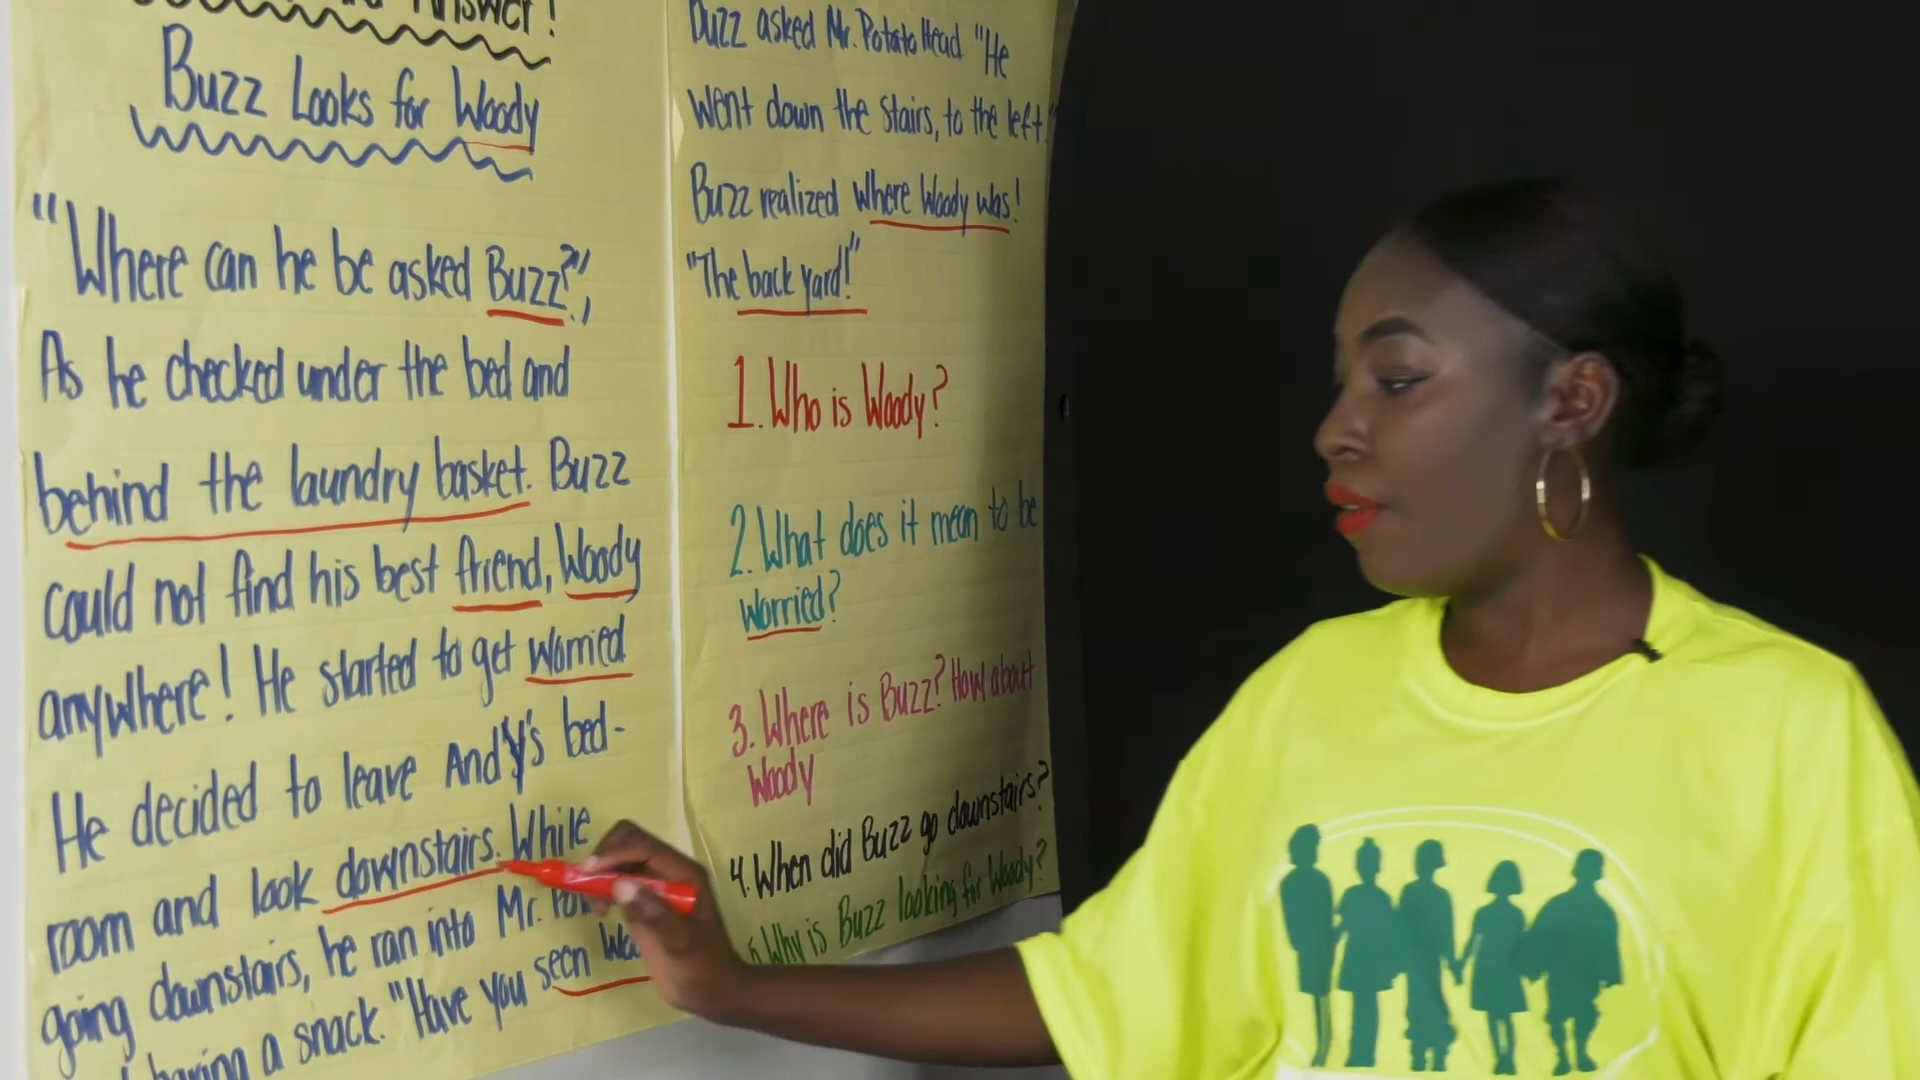 Answer!
Buzz Looks for Woody
"Where can he be asked Buzz?",
As he checked under the bed and
behind the laundry basket. Buzz
could not find his best friend, Woody
anywhere! He started to get worried
He decided to leave Andy's bed-
room and look downstairs. While
going downstairs, he ran into Mr.
having a snack. "Have you seen
Buzz asked Mr. Potato Head "He
went down the stairs, to the left"
Buzz realized where Woody was!
"The back yard!"
1. Who is Woody?
2. What does it mean to be
worried?
3. Where is Buzz? How about
Woody
4. When did Buzz go downstairs?
Why is Buzz looking for Woody?